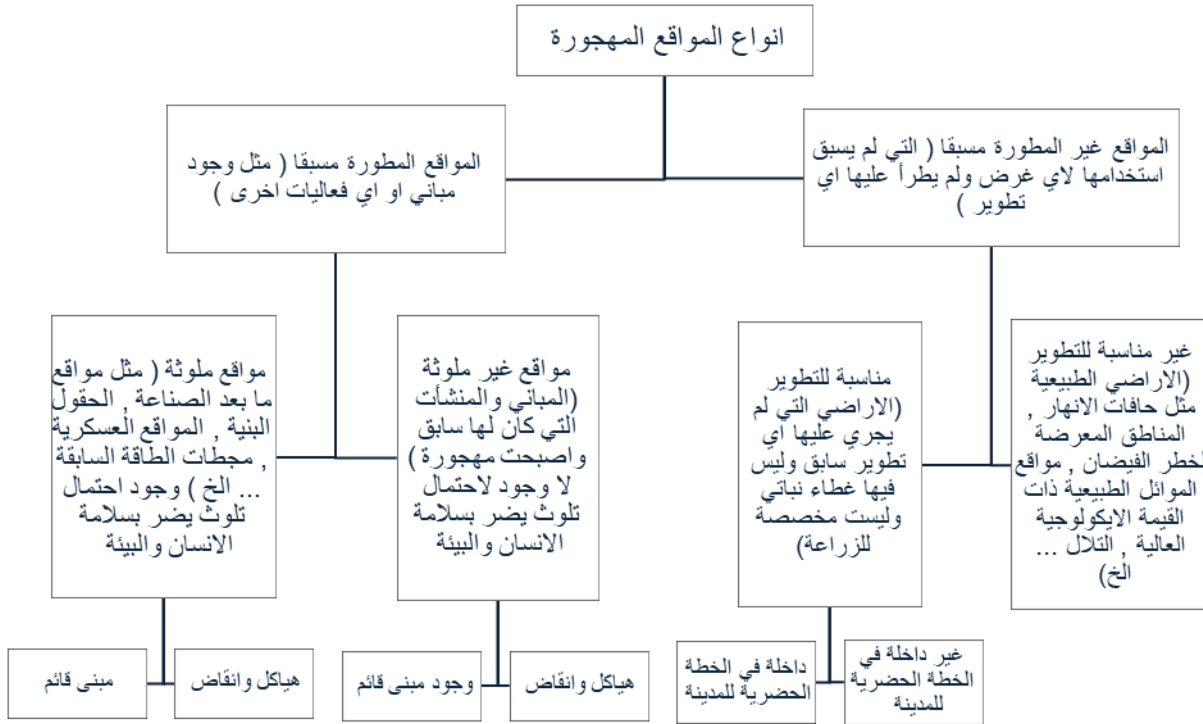 انواع المواقع المهجورة
المواقع غير المطورة مسبقا ( التي لم يسبق
استخدامها لاي غرض ولم يطرأ عليها اي
تطوير )
المواقع المطورة مسبقا ( مثل وجود
مباني او اي فعاليات اخرى )
غير مناسبة للتطوير
(الاراضي الطبيعية
مثل حافات الانهار ,
المناطق المعرضة
لخطر الفيضان , مواقع
الموائل الطبيعية ذات
القيمة الايكولوجية
العالية , التلال ...
الخ)
مناسبة للتطوير
(الاراضي التي لم
يجري عليها اي
تطوير سابق وليس
فيها غطاء نباتي
وليست مخصصة
للزراعة)
مواقع غير ملوثة
(المباني والمنشأت
التي كان لها سابق
واصبحت مهجورة )
لا وجود لاحتمال
تلوث يضر بسلامة
الانسان والبيئة
مواقع ملوثة ( مثل مواقع
ما بعد الصناعة , الحقول
البنية , المواقع العسكرية
, مجطات الطاقة السابقة
... الخ ) وجود احتمال
تلوث يضر بسلامة
الانسان والبيئة
غير داخلة في
الخطة الحضرية
للمدينة
داخلة في الخطة
الحضرية للمدينة
هياكل وانقاض
وجود مبنى قائم
هياكل وانقاض
مبنى قائم